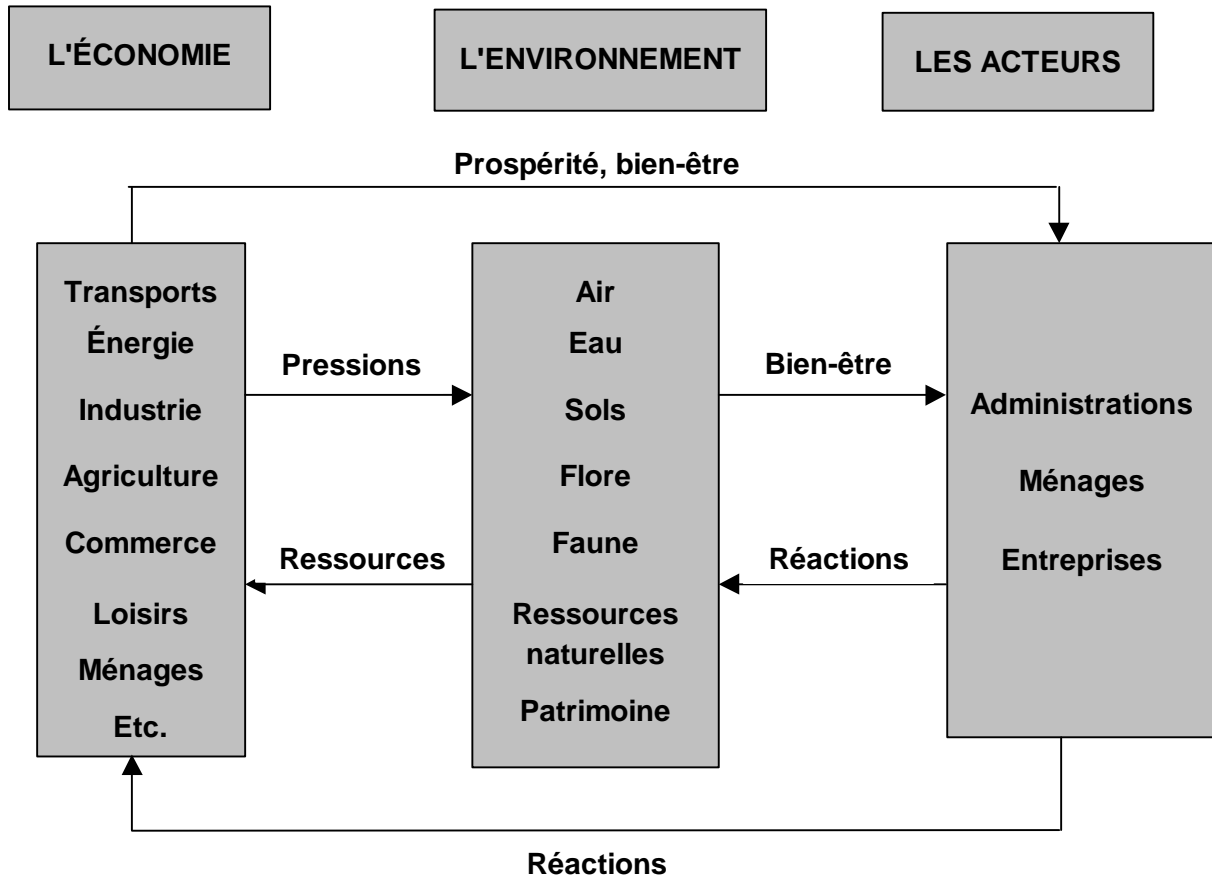 L'ÉCONOMIE
L'ENVIRONNEMENT
LES ACTEURS
Prospérité, bien-être
Transports
Énergie
Industrie
Agriculture
Commerce
Loisirs
Ménages
Etc.
Pressions
Ressources
Air
Eau
Sols
Flore
Faune
Ressources
naturelles
Patrimoine
Bien-être
Réactions
Administrations
Ménages
Entreprises
Réactions